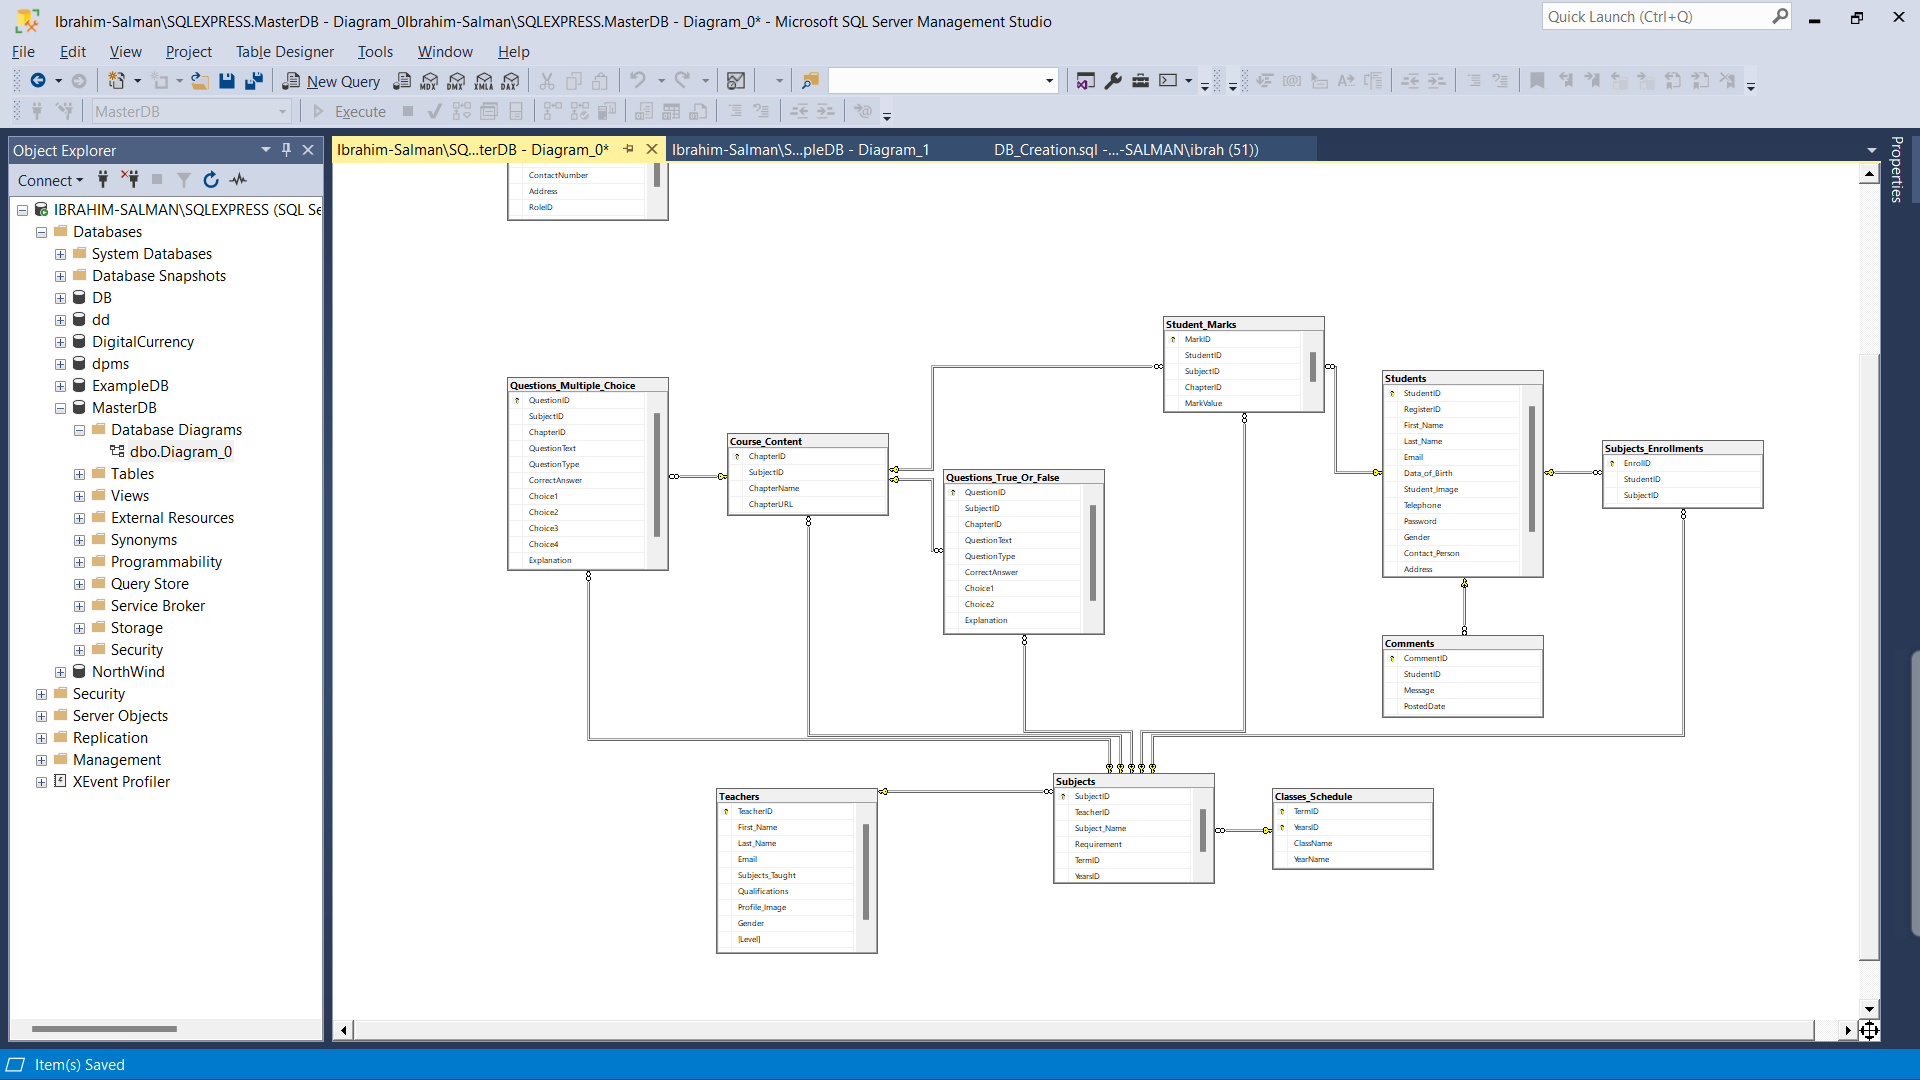 Ibrahim-Salman\SQLEXPRESS.MasterDB - Diagram_0Ibrahim-Salman\SQLEXPRESS.MasterDB - Diagram_0* - Microsoft SQL Server Management Studio
Quick Launch (Ctrl+Q)
File Edit View Project Table Designer Tools Window Help
New Query MDX DMX XMLA DAX
MasterDB Execute
Object Explorer
Connect
IBRAHIM-SALMAN\SQLEXPRESS (SQL Se
Databases
System Databases
Database Snapshots
DB
dd
DigitalCurrency
dpms
ExampleDB
MasterDB
Database Diagrams
dbo.Diagram_0
Tables
Views
External Resources
Synonyms
Programmability
Query Store
Service Broker
Storage
Security
NorthWind
Security
Server Objects
Replication
Management
XEvent Profiler
Ibrahim-Salman\SQ...terDB - Diagram_0*
Ibrahim-Salman\S...pleDB - Diagram_1
DB_Creation.sql -...-SALMAN\ibrah (51))
Properties
ContactNumber
Address
RoleID
Questions_Multiple_Choice
QuestionID
SubjectID
ChapterID
QuestionText
QuestionType
CorrectAnswer
Choice1
Choice2
Choice3
Choice4
Explanation
Course_Content
ChapterID
SubjectID
ChapterName
ChapterURL
Questions_True_Or_False
QuestionID
SubjectID
ChapterID
QuestionText
QuestionType
CorrectAnswer
Choice1
Choice2
Explanation
Student_Marks
MarkID
StudentID
SubjectID
ChapterID
MarkValue
Students
StudentID
RegisterID
First_Name
Last_Name
Email
Data_of_Birth
Student_Image
Telephone
Password
Gender
Contact_Person
Address
Subjects_Enrollments
EnrollID
StudentID
SubjectID
Comments
CommentID
StudentID
Message
PostedDate
Teachers
TeacherID
First_Name
Last_Name
Email
Subjects_Taught
Qualifications
Profile_Image
Gender
[Level]
Subjects
SubjectID
TeacherID
Subject_Name
Requirement
TermID
YearsID
Classes_Schedule
TermID
YearsID
ClassName
YearName
Item(s) Saved